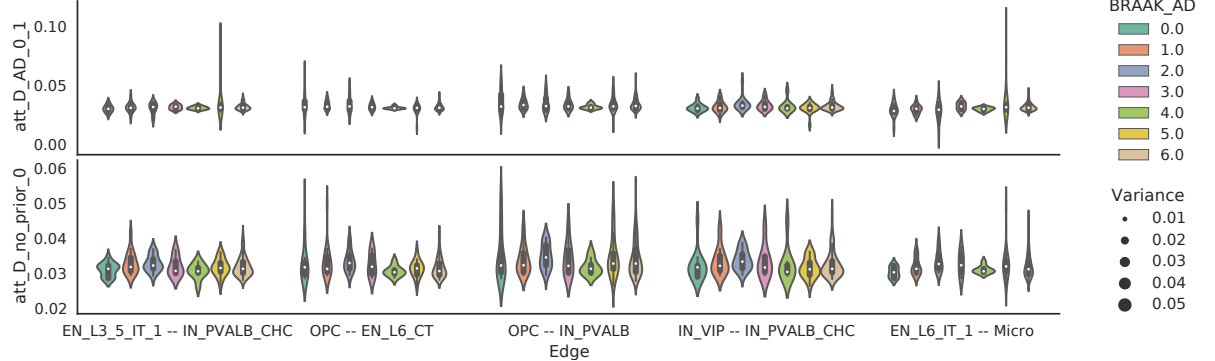 att_D_AD_0_1
0.10
0.05
0.00
att_D_no_prior_0
0.06
0.05
0.04
0.03
0.02
EN_L3_5_IT_1 -- IN_PVALB_CHC
OPC -- EN_L6_CT
OPC -- IN_PVALB
IN_VIP -- IN_PVALB_CHC
EN_L6_IT_1 -- Micro
Edge
BRAAK_AD
0.0
1.0
2.0
3.0
4.0
5.0
6.0
Variance
0.01
0.02
0.03
0.04
0.05